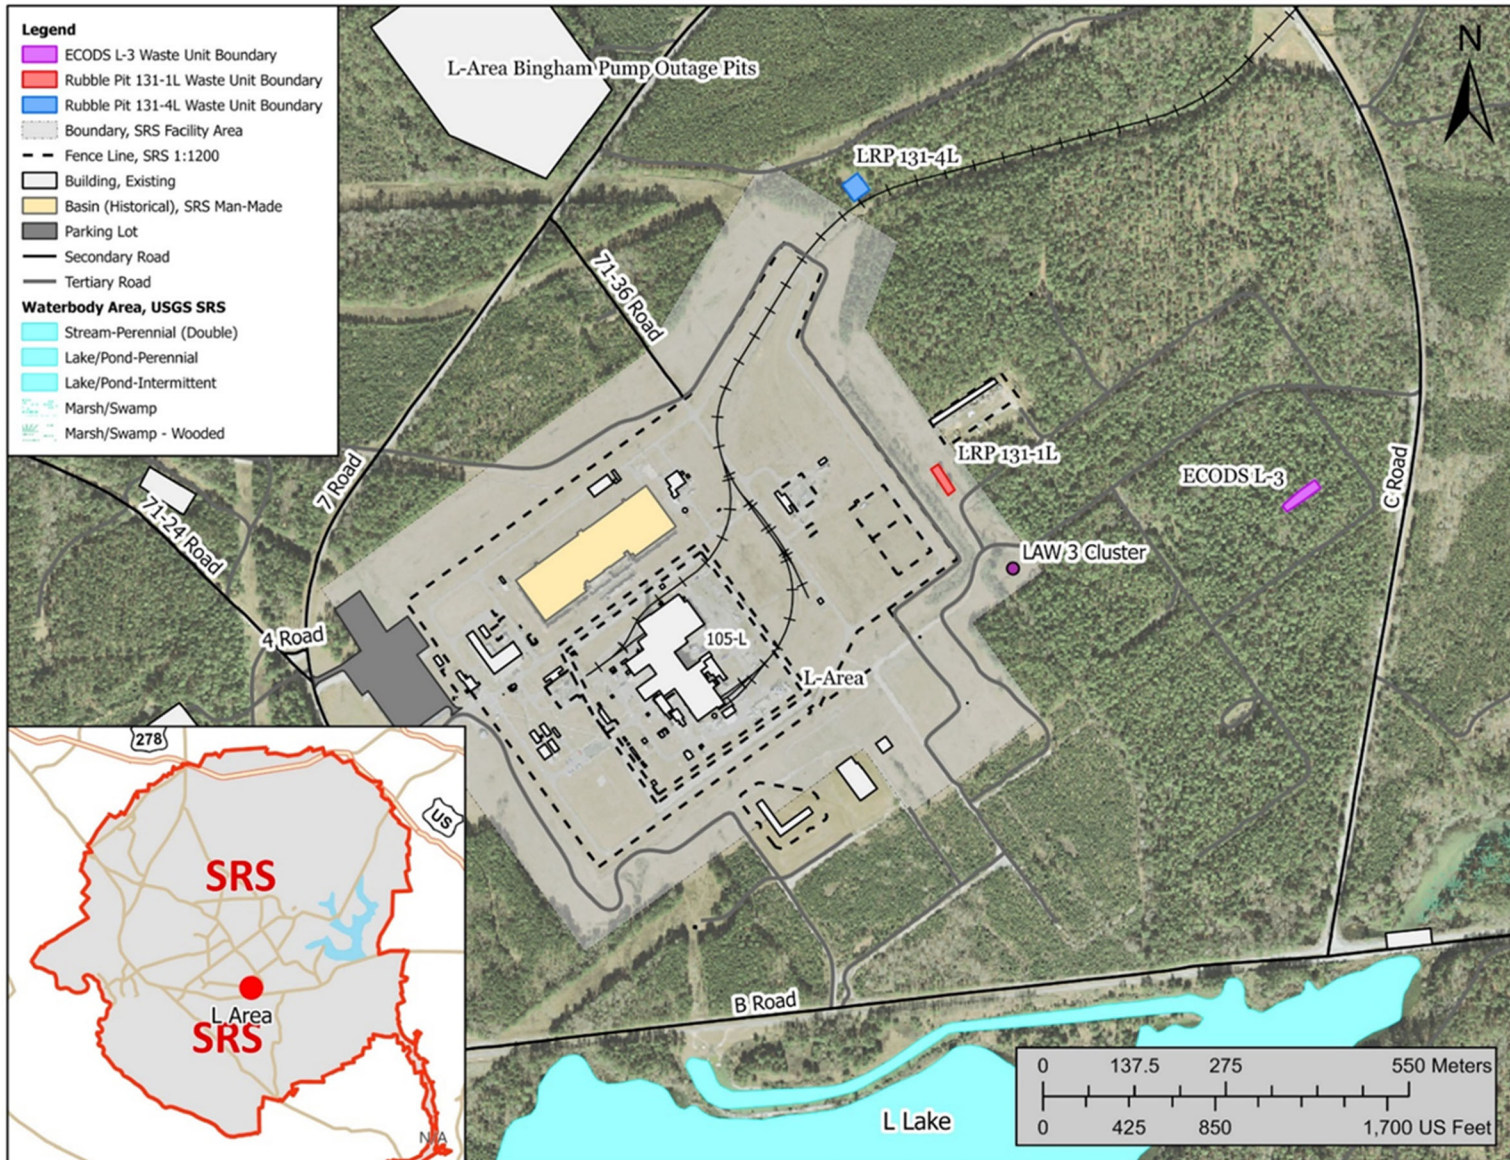 Legend
ECODS L-3 Waste Unit Boundary
Rubble Pit 131-1L Waste Unit Boundary
Rubble Pit 131-4L Waste Unit Boundary
Boundary, SRS Facility Area
Fence Line, SRS 1:1200
Building, Existing
Basin (Historical), SRS Man-Made
Parking Lot
Secondary Road
Tertiary Road
Waterbody Area, USGS SRS
Stream-Perennial (Double)
Lake/Pond-Perennial
Lake/Pond-Intermittent
Marsh/Swamp
Marsh/Swamp - Wooded
L-Area Bingham Pump Outage Pits
N
LRP 131-4L
71-36 Road
LRP 131-1L
7 Road
71-24 Road
ECODS L-3
C Road
LAW 3 Cluster
4 Road
105-L
L-Area
278
US
SRS
L Area
SRS
N/A
B Road
L Lake
0 137.5 275 550 Meters
0 425 850 1,700 US Feet